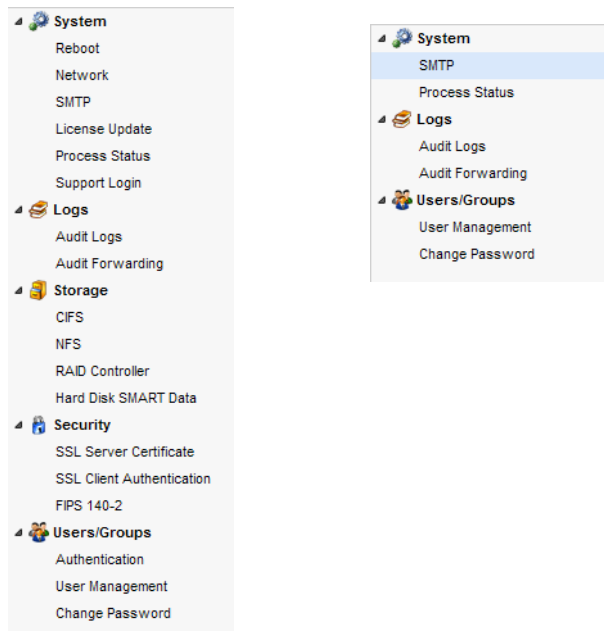 System
Reboot
Network
SMTP
License Update
Process Status
Support Login
Logs
Audit Logs
Audit Forwarding
Storage
CIFS
NFS
RAID Controller
Hard Disk SMART Data
Security
SSL Server Certificate
SSL Client Authentication
FIPS 140-2
Users/Groups
Authentication
User Management
Change Password
System
SMTP
Process Status
Logs
Audit Logs
Audit Forwarding
Users/Groups
User Management
Change Password